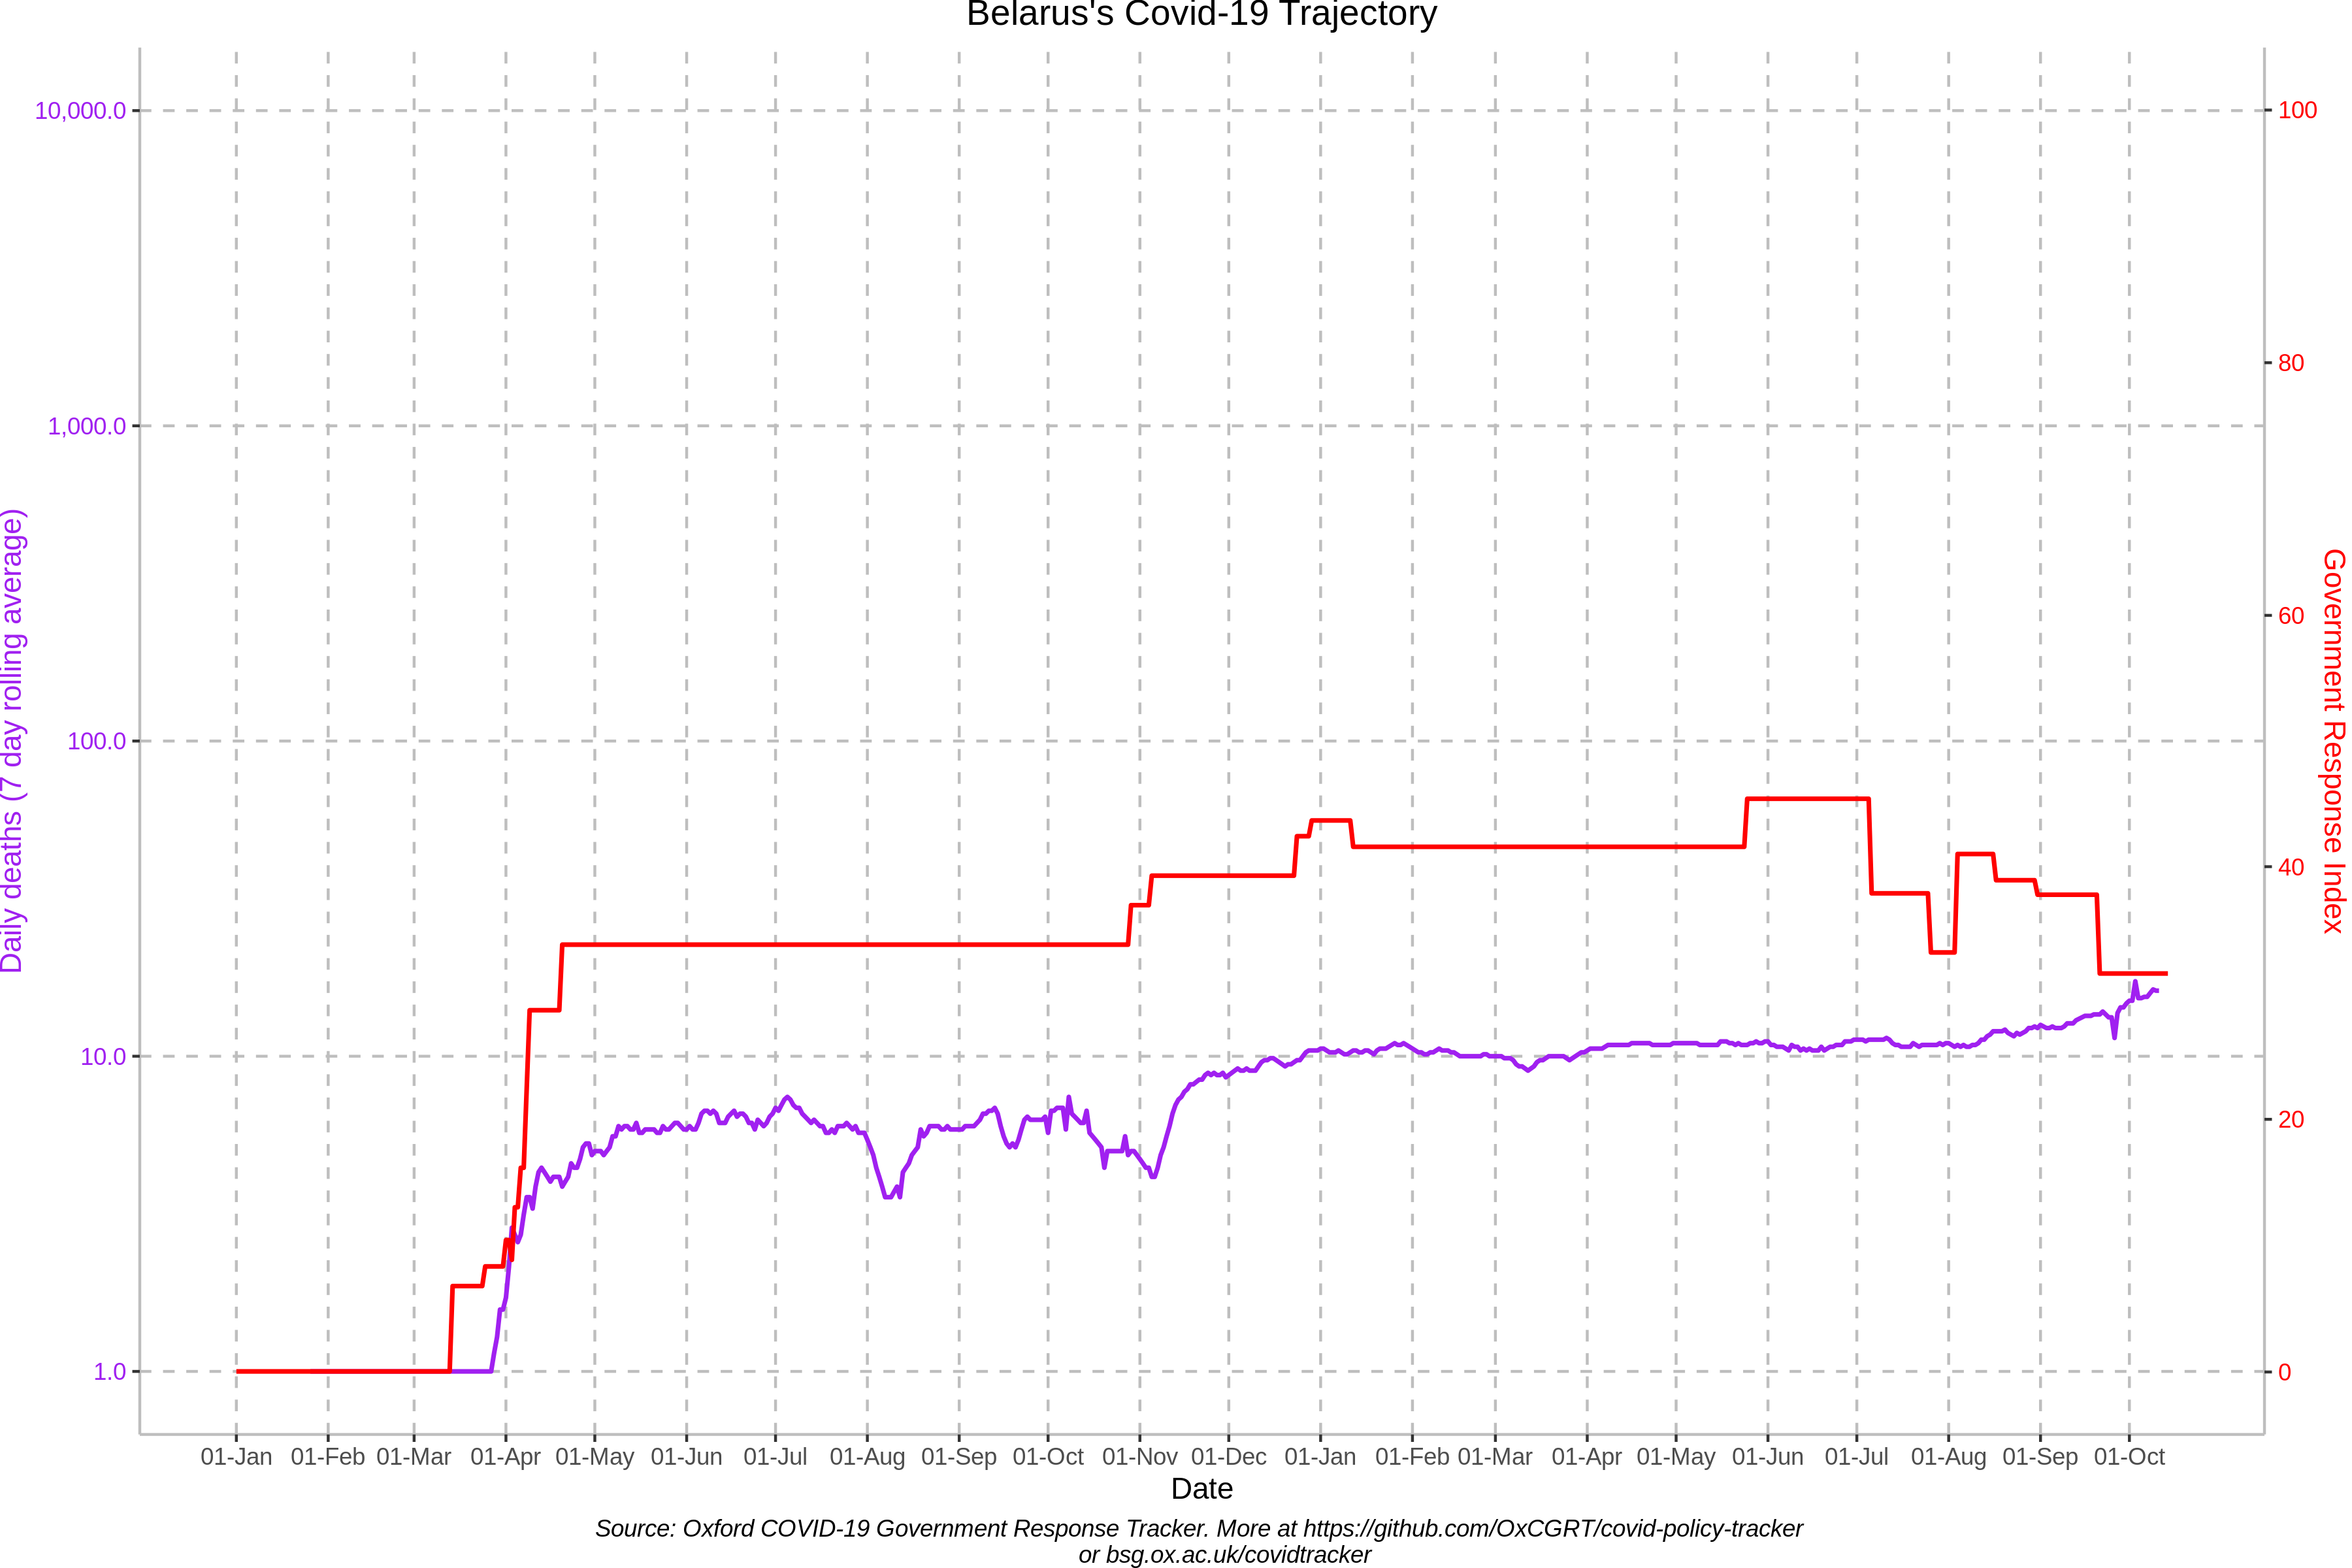 Belarus's Covid-19 Trajectory
10,000.0
1,000.0
100.0
10.0
1.0
Daily deaths (7 day rolling average)
100
80
60
40
20
0
Government Response Index
01-Jan 01-Feb 01-Mar 01-Apr 01-May 01-Jun 01-Jul 01-Aug 01-Sep 01-Oct 01-Nov 01-Dec 01-Jan 01-Feb 01-Mar 01-Apr 01-May 01-Jun 01-Jul 01-Aug 01-Sep 01-Oct
Date
Source: Oxford COVID-19 Government Response Tracker. More at https://github.com/OxCGRT/covid-policy-tracker
or bsg.ox.ac.uk/covidtracker